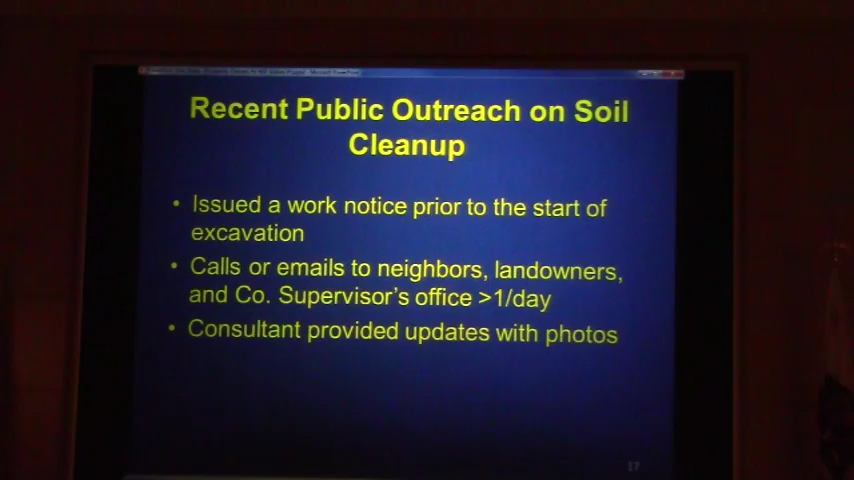 Recent Public Outreach on Soil
Cleanup
• Issued a work notice prior to the start of
excavation
• Calls or emails to neighbors, landowners,
and Co. Supervisor's office >1/day
• Consultant provided updates with photos
17